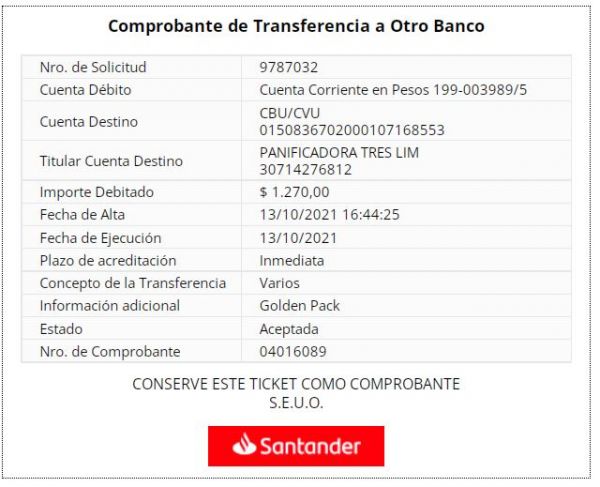 Comprobante de Transferencia a Otro Banco
Nro. de Solicitud 9787032
Cuenta Débito Cuenta Corriente en Pesos 199-003989/5
Cuenta Destino CBU/CVU
0150836702000107168553
Titular Cuenta Destino PANIFICADORA TRES LIM
30714276812
Importe Debitado $ 1.270,00
Fecha de Alta 13/10/2021 16:44:25
Fecha de Ejecución 13/10/2021
Plazo de acreditación Inmediata
Concepto de la Transferencia Varios
Información adicional Golden Pack
Estado Aceptada
Nro. de Comprobante 04016089
CONSERVE ESTE TICKET COMO COMPROBANTE
S.E.U.O.
Santander